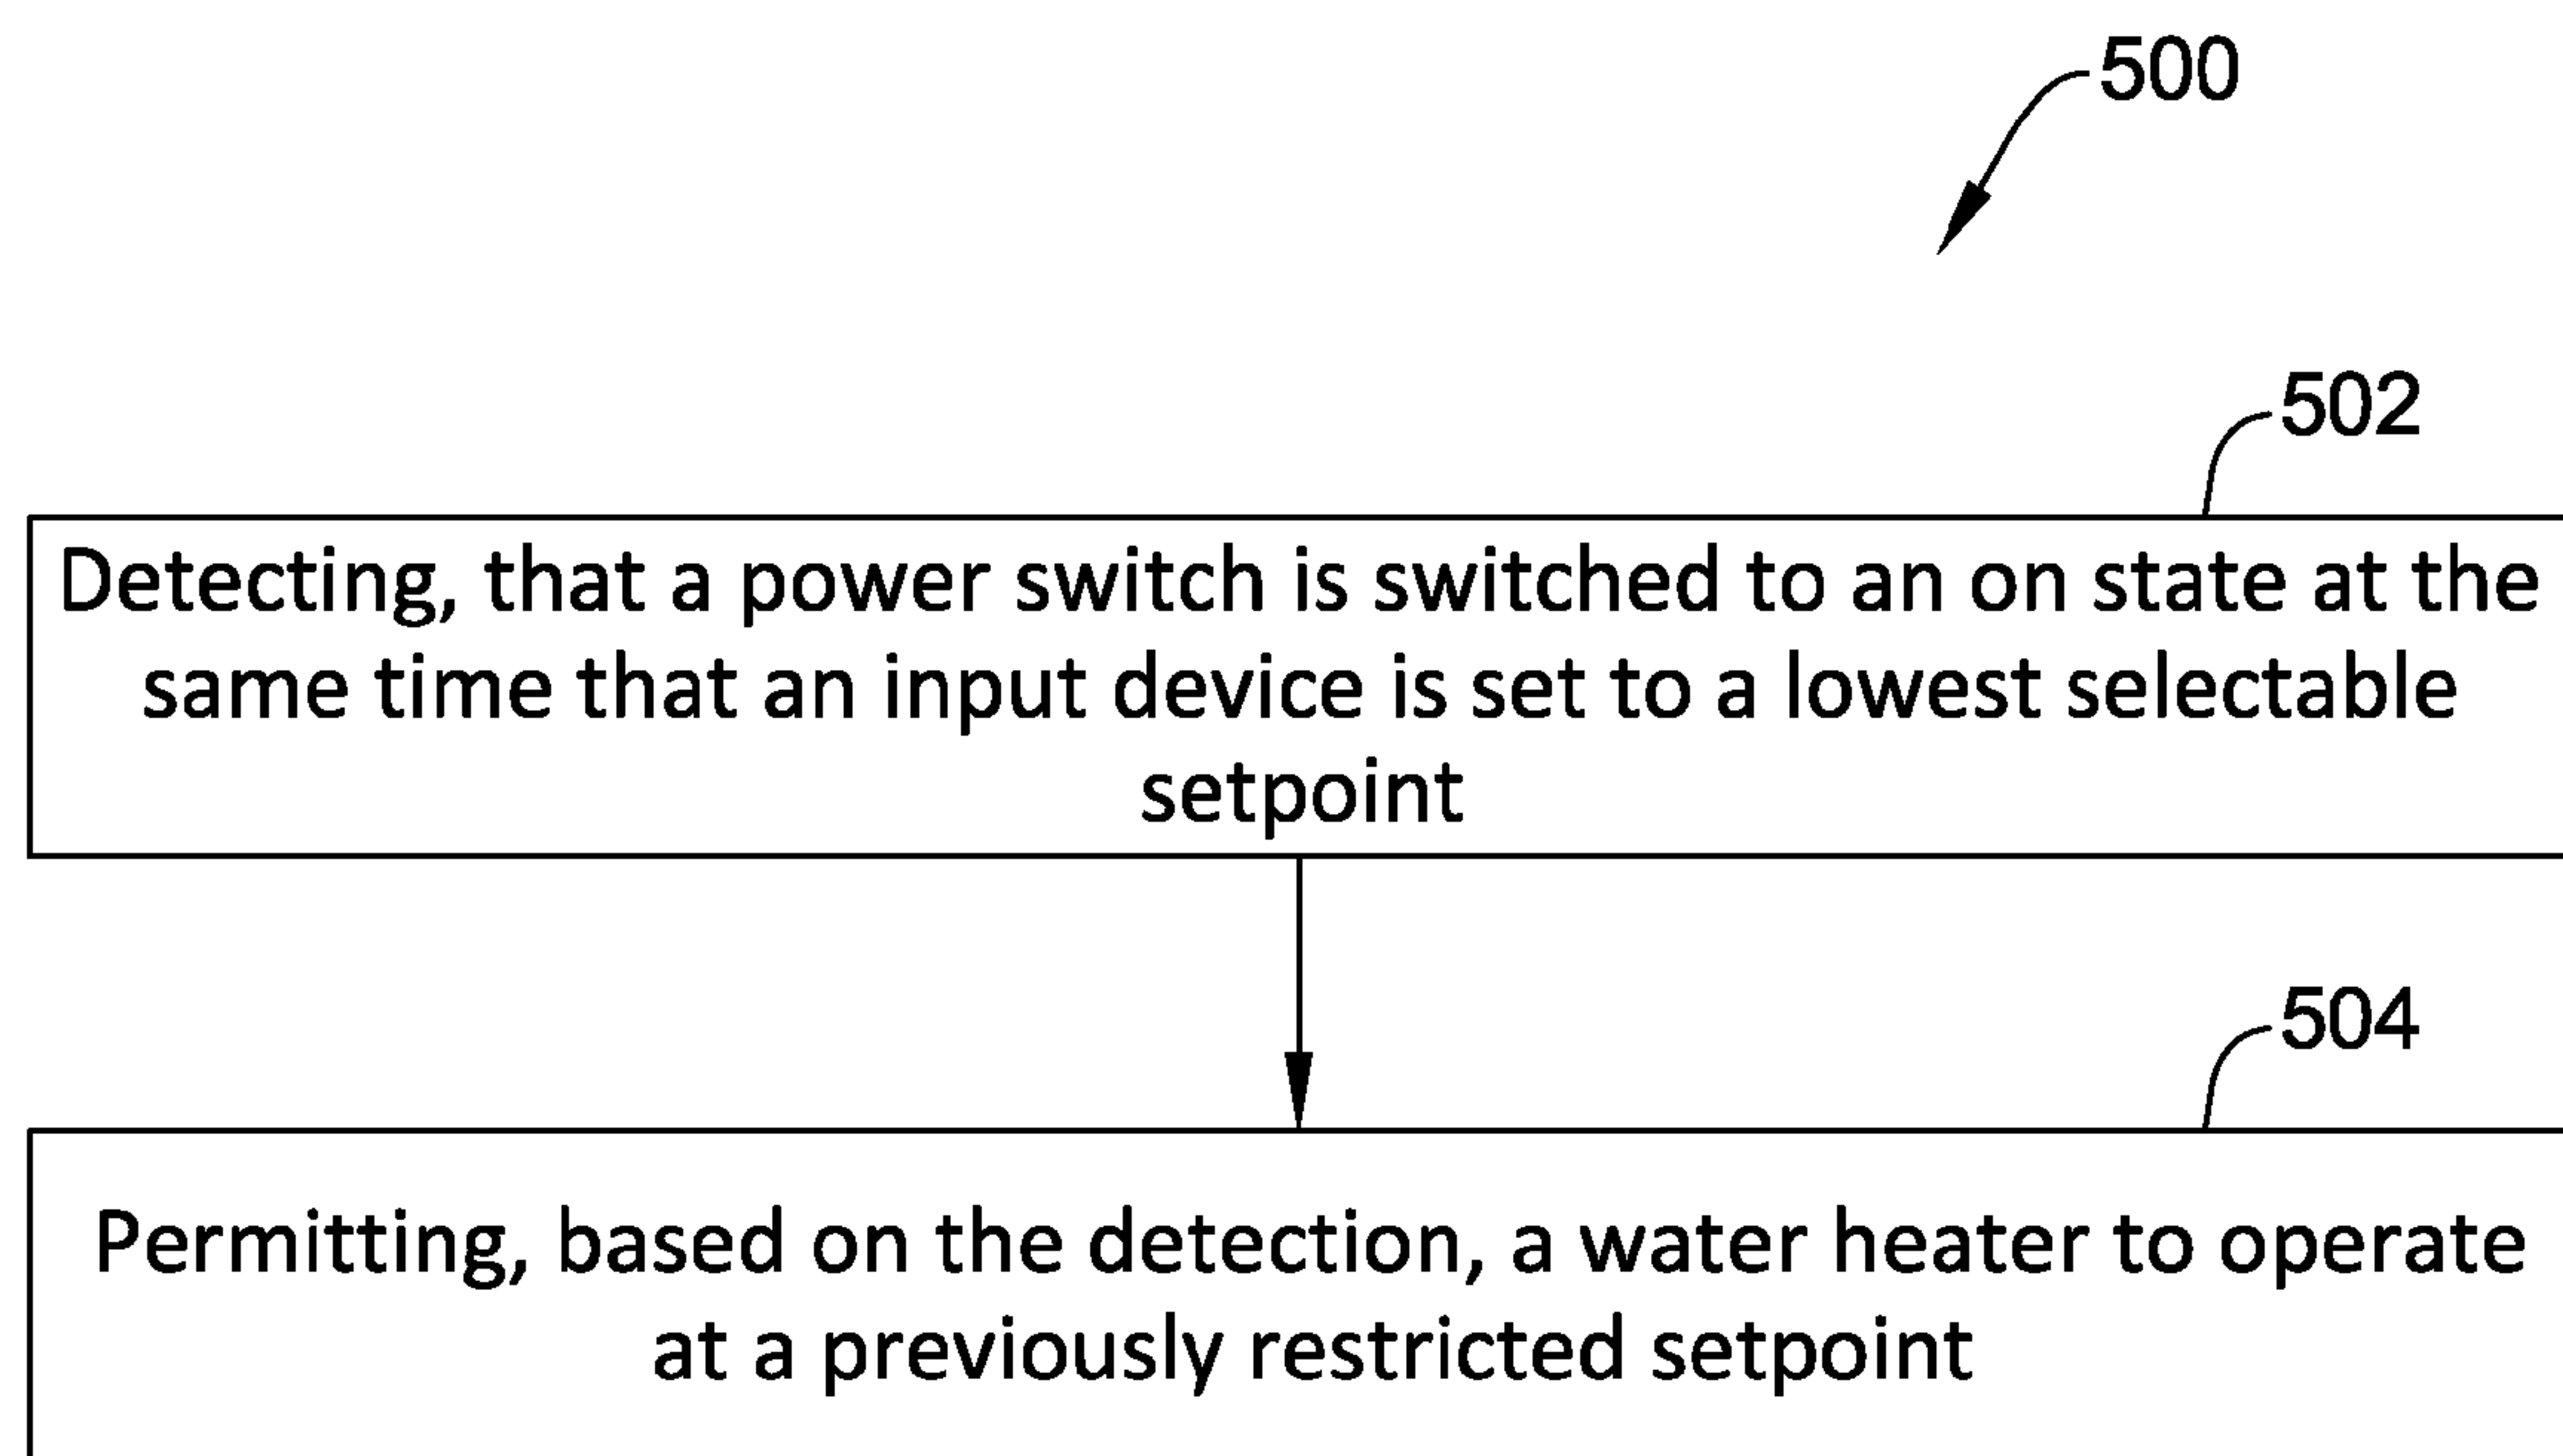 500
502
Detecting, that a power switch is switched to an on state at the
same time that an input device is set to a lowest selectable
setpoint
504
Permitting, based on the detection, a water heater to operate
at a previously restricted setpoint